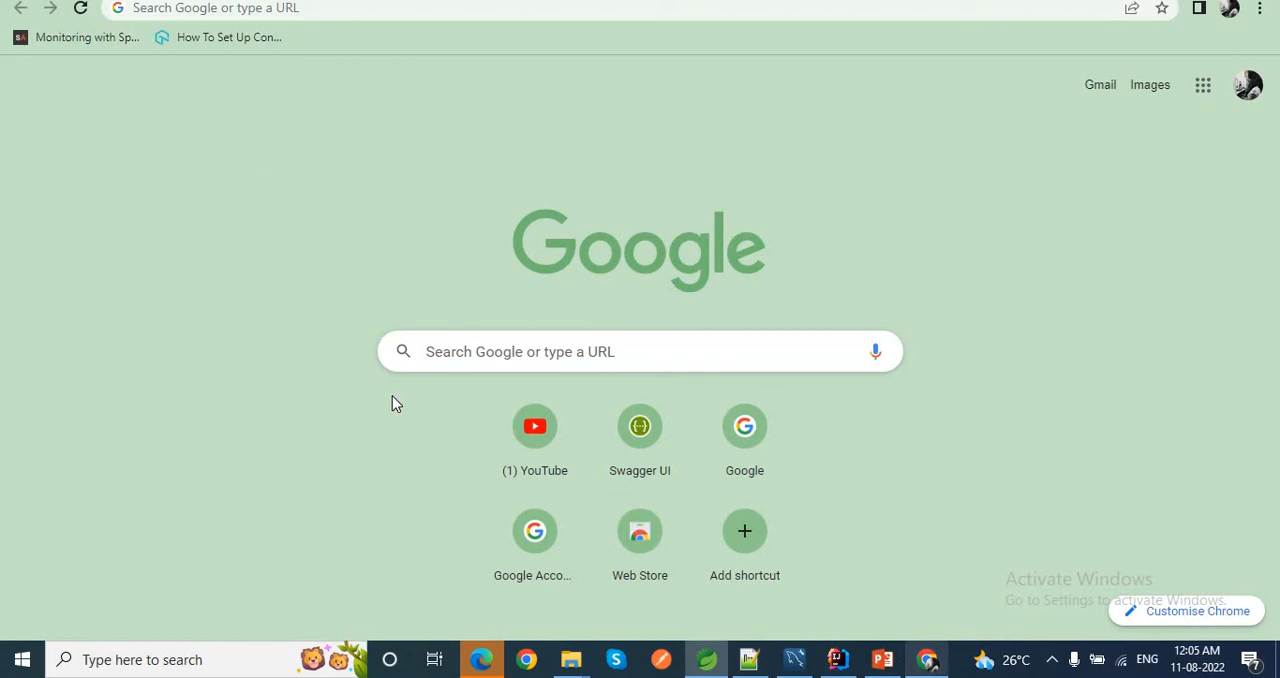 Search Google or type a URL
SA Monitoring with Sp... How To Set Up Con...
Gmail Images
Google
Search Google or type a URL
(1) YouTube Swagger UI Google
Google Acco... Web Store Add shortcut
Activate Windows
Go to Settings to activate Windows.
Customise Chrome
Type here to search 26°C ENG 12:05 AM
11-08-2022 7